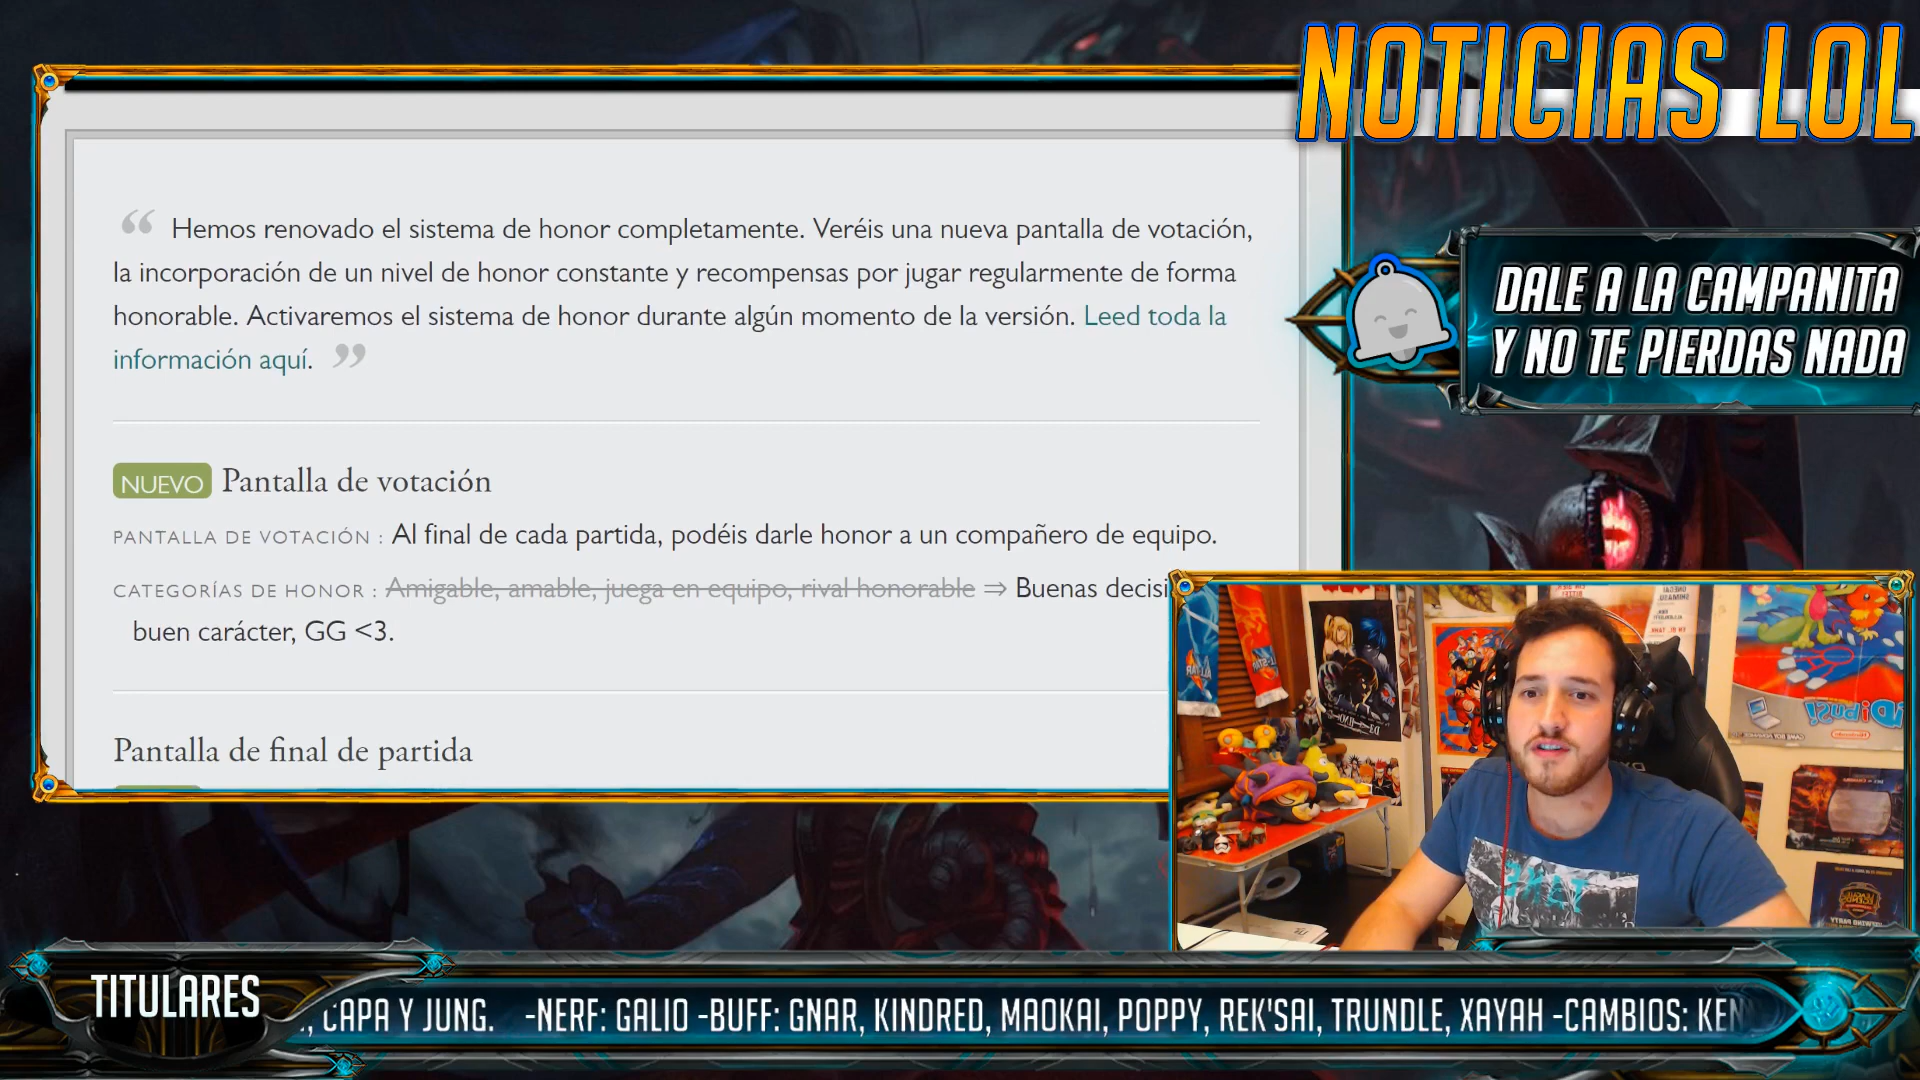 NOTICIAS LOL
“ Hemos renovado el sistema de honor completamente. Veréis una nueva pantalla de votación,
la incorporación de un nivel de honor constante y recompensas por jugar regularmente de forma
honorable. Activaremos el sistema de honor durante algún momento de la versión. Leed toda la
información aquí. ”
DALE A LA CAMPANITA
Y NO TE PIERDAS NADA
NUEVO Pantalla de votación
PANTALLA DE VOTACIÓN : Al final de cada partida, podéis darle honor a un compañero de equipo.
CATEGORÍAS DE HONOR : Amigable, amable, juega en equipo, rival honorable ⇒ Buenas decisi
buen carácter, GG <3.
Pantalla de final de partida
TITULARES
, CAPA Y JUNG. -NERF: GALIO -BUFF: GNAR, KINDRED, MAOKAI, POPPY, REK'SAI, TRUNDLE, XAYAH -CAMBIOS: KEN